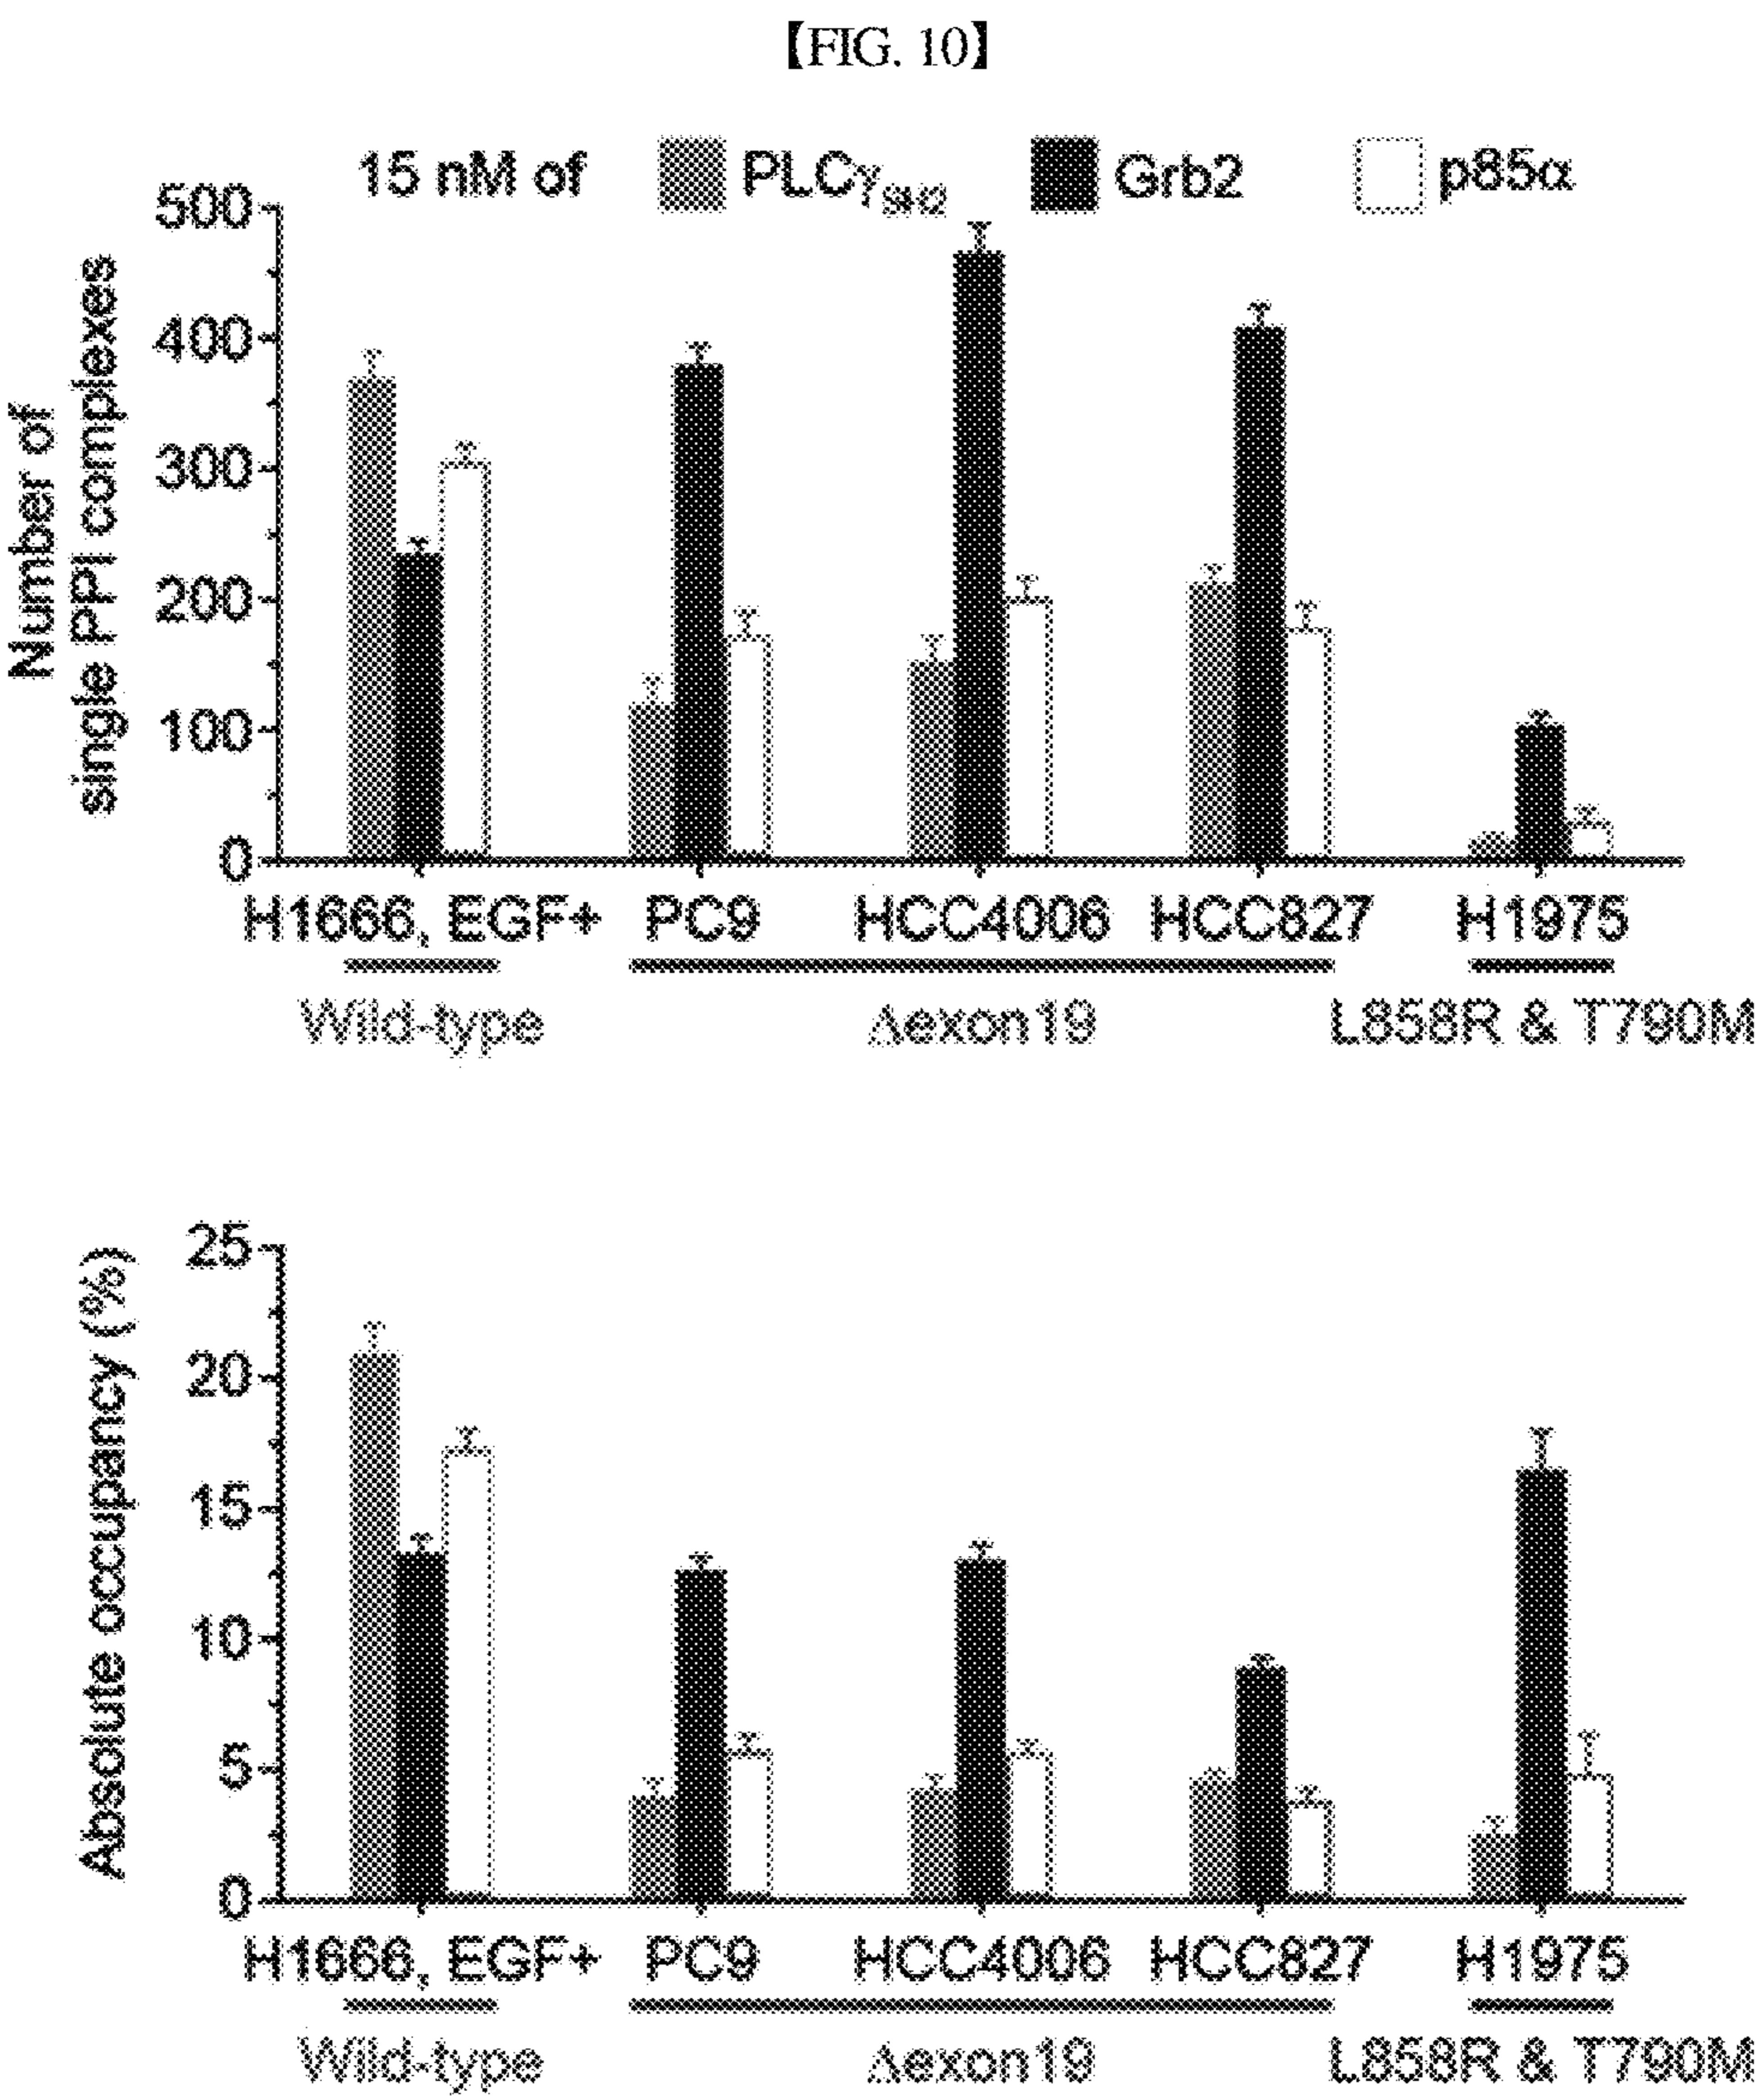 【FIG. 10】
15 nM of PLCγSH2 Grb2 p85α
Number of
single PPI complexes
500
400
300
200
100
0
H1666, EGF+ PC9 HCC4006 HCC827 H1975
Wild-type Δexon19 L858R & T790M
Absolute occupancy (%)
25
20
15
10
5
0
H1666, EGF+ PC9 HCC4006 HCC827 H1975
Wild-type Δexon19 L858R & T790M